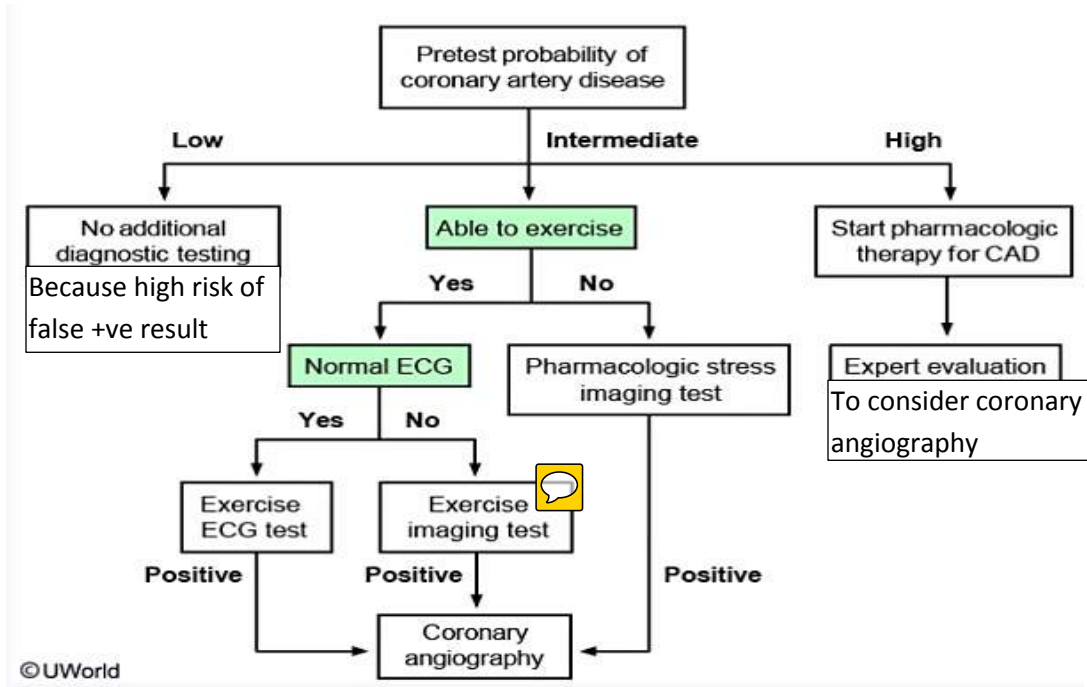 Pretest probability of
coronary artery disease
Low
Intermediate
High
No additional
diagnostic testing
Because high risk of
false +ve result
Able to exercise
Start pharmacologic
therapy for CAD
Yes
No
Normal ECG
Pharmacologic stress
imaging test
Expert evaluation
To consider coronary
angiography
Yes
No
Exercise
ECG test
Exercise
imaging test
Positive
Positive
Positive
Coronary
angiography
©UWorld